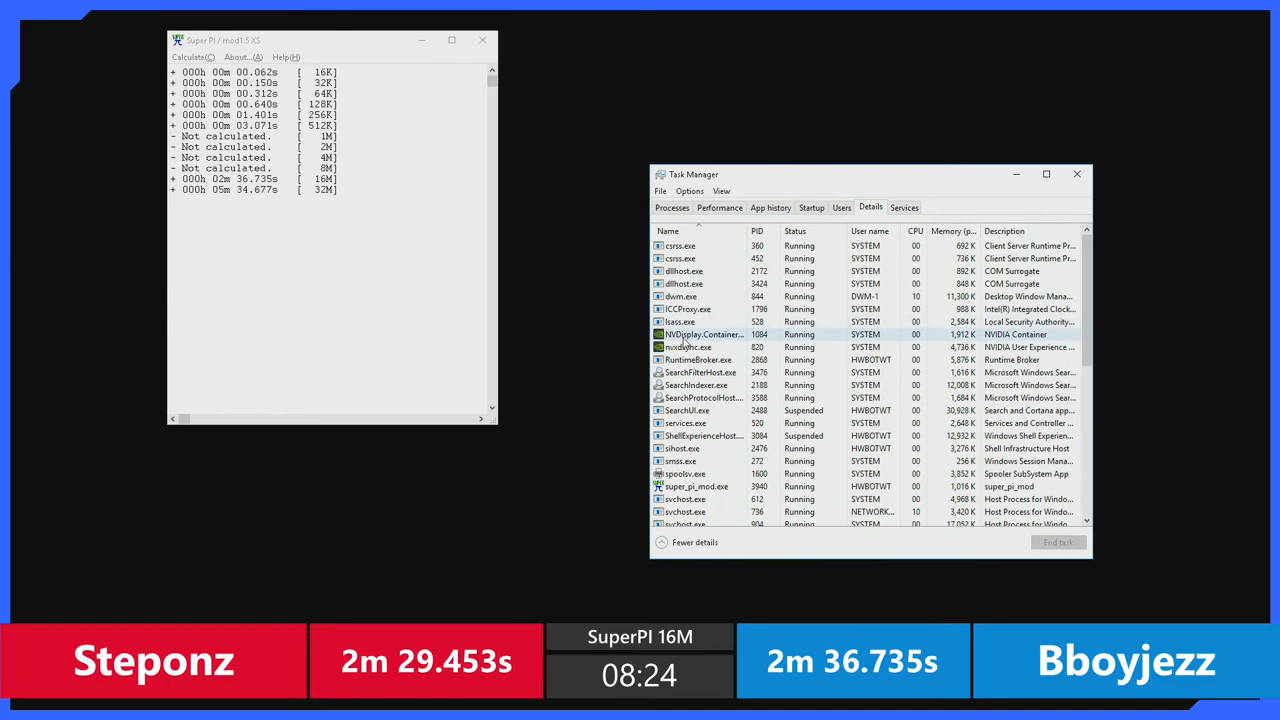 Super PI / mod1.5 XS
Calculate(C) About...(A) Help(H)
+ 000h 00m 00.062s [ 16K]
+ 000h 00m 00.150s [ 32K]
+ 000h 00m 00.312s [ 64K]
+ 000h 00m 00.640s [ 128K]
+ 000h 00m 01.401s [ 256K]
+ 000h 00m 03.071s [ 512K]
- Not calculated. [ 1M]
- Not calculated. [ 2M]
- Not calculated. [ 4M]
- Not calculated. [ 8M]
+ 000h 02m 36.735s [ 16M]
+ 000h 05m 34.677s [ 32M]
Task Manager
File Options View
Processes Performance App history Startup Users Details Services
Name PID Status User name CPU Memory (p... Description
csrss.exe 360 Running SYSTEM 00 692 K Client Server Runtime Pr...
csrss.exe 452 Running SYSTEM 00 736 K Client Server Runtime Pr...
dllhost.exe 2172 Running SYSTEM 00 892 K COM Surrogate
dllhost.exe 3424 Running SYSTEM 00 848 K COM Surrogate
dwm.exe 844 Running DWM-1 10 11,300 K Desktop Window Mana...
ICCProxy.exe 1796 Running SYSTEM 00 988 K Intel(R) Integrated Clock...
lsass.exe 528 Running SYSTEM 00 2,584 K Local Security Authority...
NVDisplay.Container... 1084 Running SYSTEM 00 1,912 K NVIDIA Container
nvxdsync.exe 820 Running SYSTEM 00 4,736 K NVIDIA User Experience ...
RuntimeBroker.exe 2868 Running HWBOTWT 00 5,876 K Runtime Broker
SearchFilterHost.exe 3476 Running SYSTEM 00 1,616 K Microsoft Windows Sear...
SearchIndexer.exe 2188 Running SYSTEM 00 12,008 K Microsoft Windows Sear...
SearchProtocolHost.... 3588 Running SYSTEM 00 1,684 K Microsoft Windows Sear...
SearchUI.exe 2488 Suspended HWBOTWT 00 30,928 K Search and Cortana app...
services.exe 520 Running SYSTEM 00 2,648 K Services and Controller ...
ShellExperienceHost.... 3084 Suspended HWBOTWT 00 12,932 K Windows Shell Experien...
sihost.exe 2476 Running HWBOTWT 00 3,276 K Shell Infrastructure Host
smss.exe 272 Running SYSTEM 00 256 K Windows Session Mana...
spoolsv.exe 1600 Running SYSTEM 00 3,852 K Spooler SubSystem App
super_pi_mod.exe 3940 Running HWBOTWT 00 1,016 K super_pi_mod
svchost.exe 612 Running SYSTEM 00 4,968 K Host Process for Windo...
svchost.exe 736 Running NETWORK... 10 3,420 K Host Process for Windo...
svchost.exe 904 Running SYSTEM 00 17,052 K Host Process for Windo...
Fewer details End task
Steponz 2m 29.453s SuperPI 16M 2m 36.735s Bboyjezz
08:24